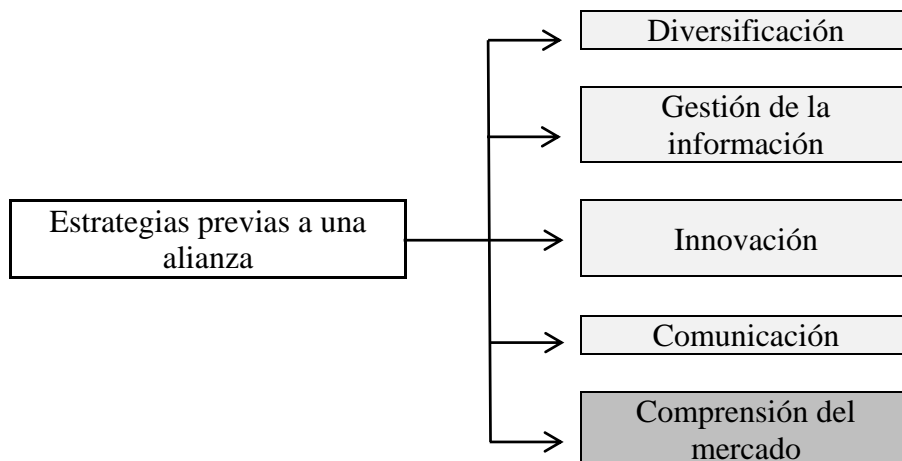 Diversificación
Gestión de la
información
Estrategias previas a una
alianza
Innovación
Comunicación
Comprensión del
mercado